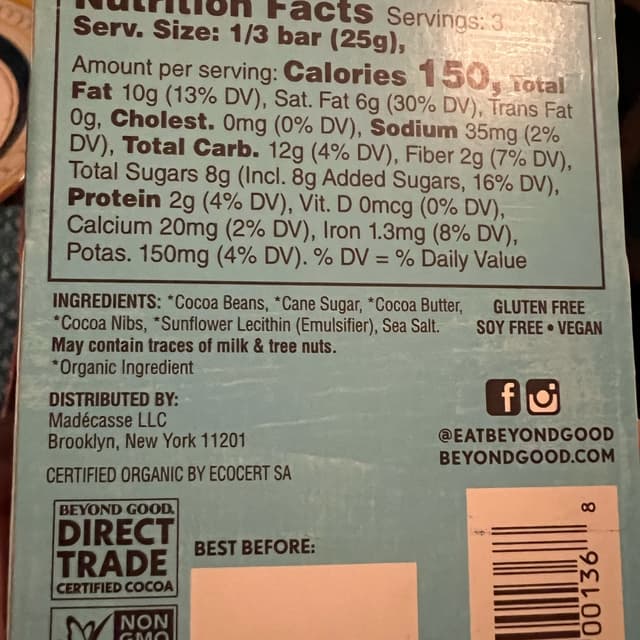 Nutrition Facts Servings: 3
Serv. Size: 1/3 bar (25g),
Amount per serving: Calories 150, Total
Fat 10g (13% DV), Sat. Fat 6g (30% DV), Trans Fat
0g, Cholest. 0mg (0% DV), Sodium 35mg (2%
DV), Total Carb. 12g (4% DV), Fiber 2g (7% DV),
Total Sugars 8g (Incl. 8g Added Sugars, 16% DV),
Protein 2g (4% DV), Vit. D 0mcg (0% DV),
Calcium 20mg (2% DV), Iron 1.3mg (8% DV),
Potas. 150mg (4% DV). % DV = % Daily Value
INGREDIENTS: *Cocoa Beans, *Cane Sugar, *Cocoa Butter,
*Cocoa Nibs, *Sunflower Lecithin (Emulsifier), Sea Salt.
May contain traces of milk & tree nuts.
*Organic Ingredient
GLUTEN FREE
SOY FREE • VEGAN
DISTRIBUTED BY:
Madécasse LLC
Brooklyn, New York 11201
@EATBEYONDGOOD
BEYONDGOOD.COM
CERTIFIED ORGANIC BY ECOCERT SA
BEYOND GOOD.
DIRECT
TRADE
CERTIFIED COCOA
BEST BEFORE:
NON
GMO
00136 8